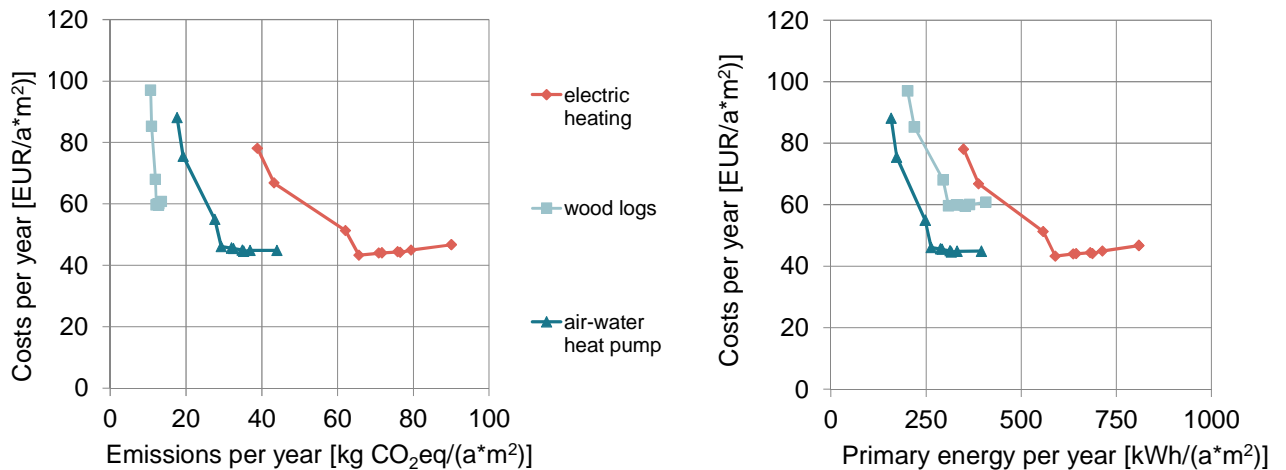 Costs per year [EUR/a*m²)]
120
100
80
60
40
20
0
0 20 40 60 80 100
Emissions per year [kg CO₂eq/(a*m²)]
electric
heating
wood logs
air-water
heat pump
Costs per year [EUR/a*m²)]
120
100
80
60
40
20
0
0 250 500 750 1000
Primary energy per year [kWh/(a*m²)]